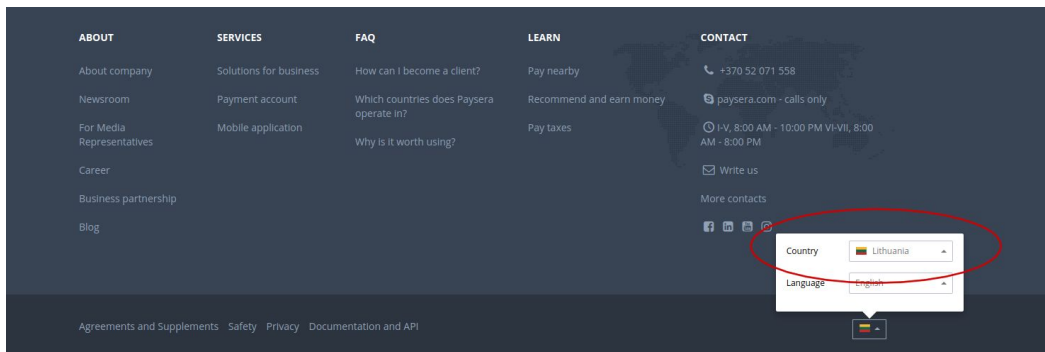 ABOUT
About company
Newsroom
For Media
Representatives
Career
Business partnership
Blog
SERVICES
Solutions for business
Payment account
Mobile application
FAQ
How can I become a client?
Which countries does Paysera
operate in?
Why is it worth using?
LEARN
Pay nearby
Recommend and earn money
Pay taxes
CONTACT
+370 52 071 558
paysera.com - calls only
I-V, 8:00 AM - 10:00 PM VI-VII, 8:00
AM - 8:00 PM
Write us
More contacts
Country Lithuania
Language English
Agreements and Supplements Safety Privacy Documentation and API